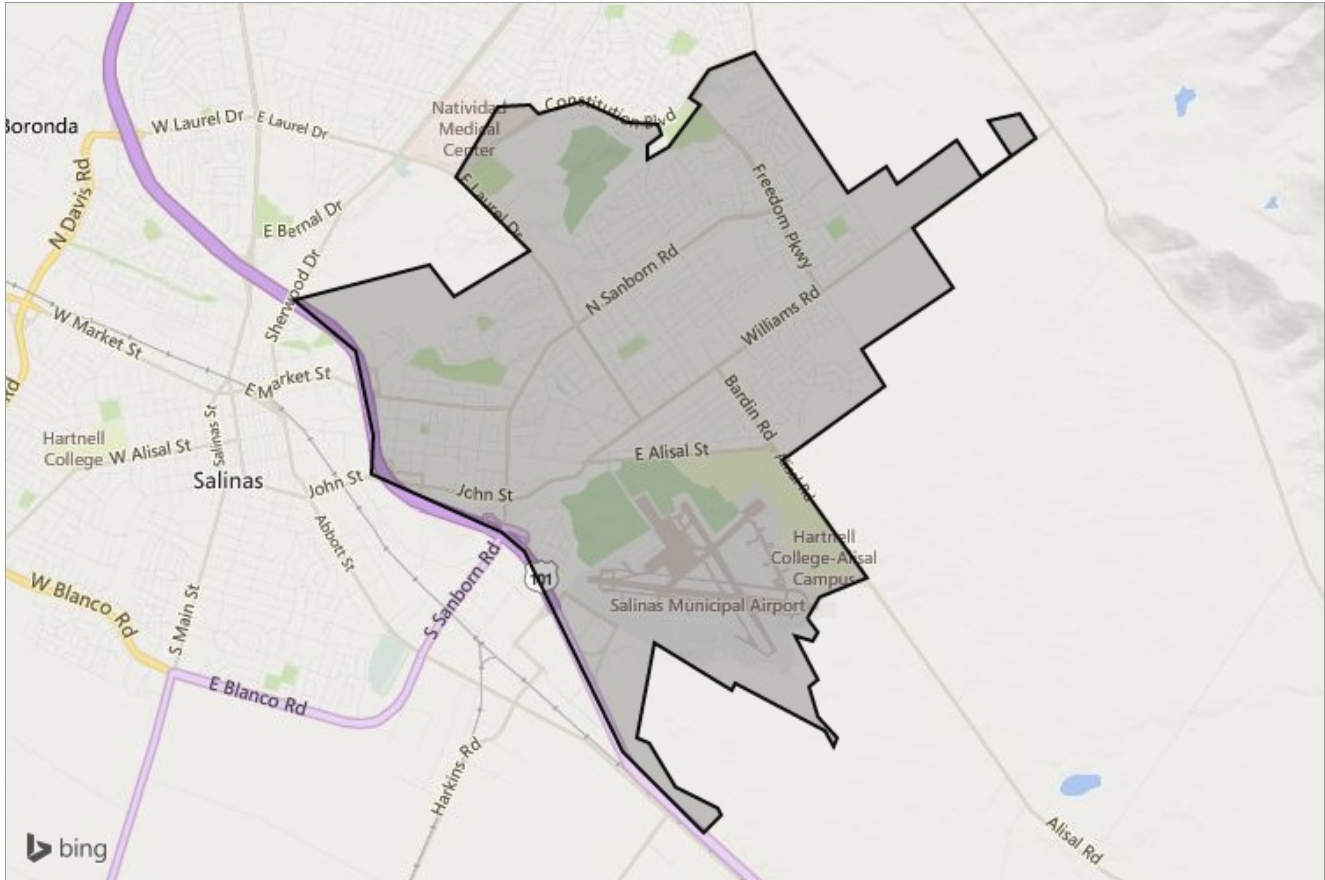 Natividad
Medical
Center
Constitution Blvd
Boronda
W Laurel Dr
E Laurel Dr
N Davis Rd
E Laurel Dr
Freedom Pkwy
E Bernal Dr
Sherwood Dr
N Sanborn Rd
W Market St
Williams Rd
E Market St
Rd
Bardin Rd
Salinas St
Hartnell
College
W Alisal St
E Alisal St
Salinas
John St
John St
Alisal Rd
Abbott St
Hartnell
College-Alisal
Campus
101
W Blanco Rd
S Main St
S Sanborn Rd
Salinas Municipal Airport
E Blanco Rd
Harkins Rd
Alisal Rd
bing